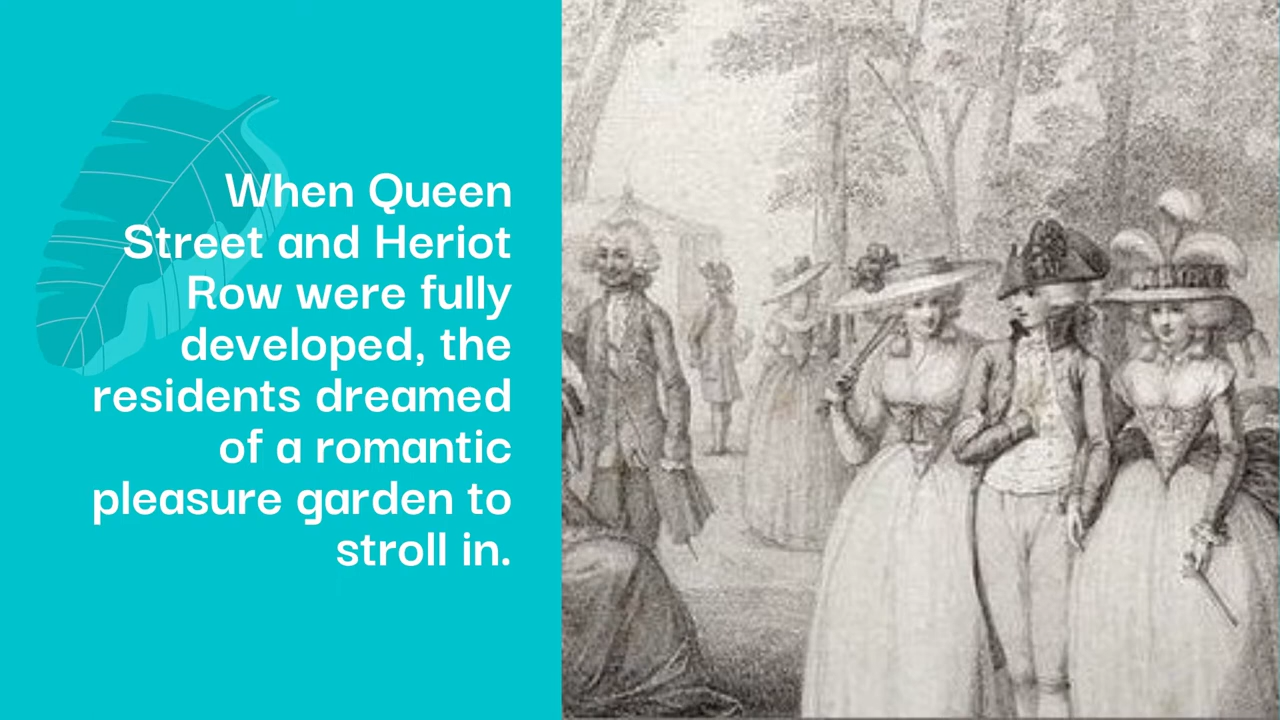 When Queen
Street and Heriot
Row were fully
developed, the
residents dreamed
of a romantic
pleasure garden to
stroll in.